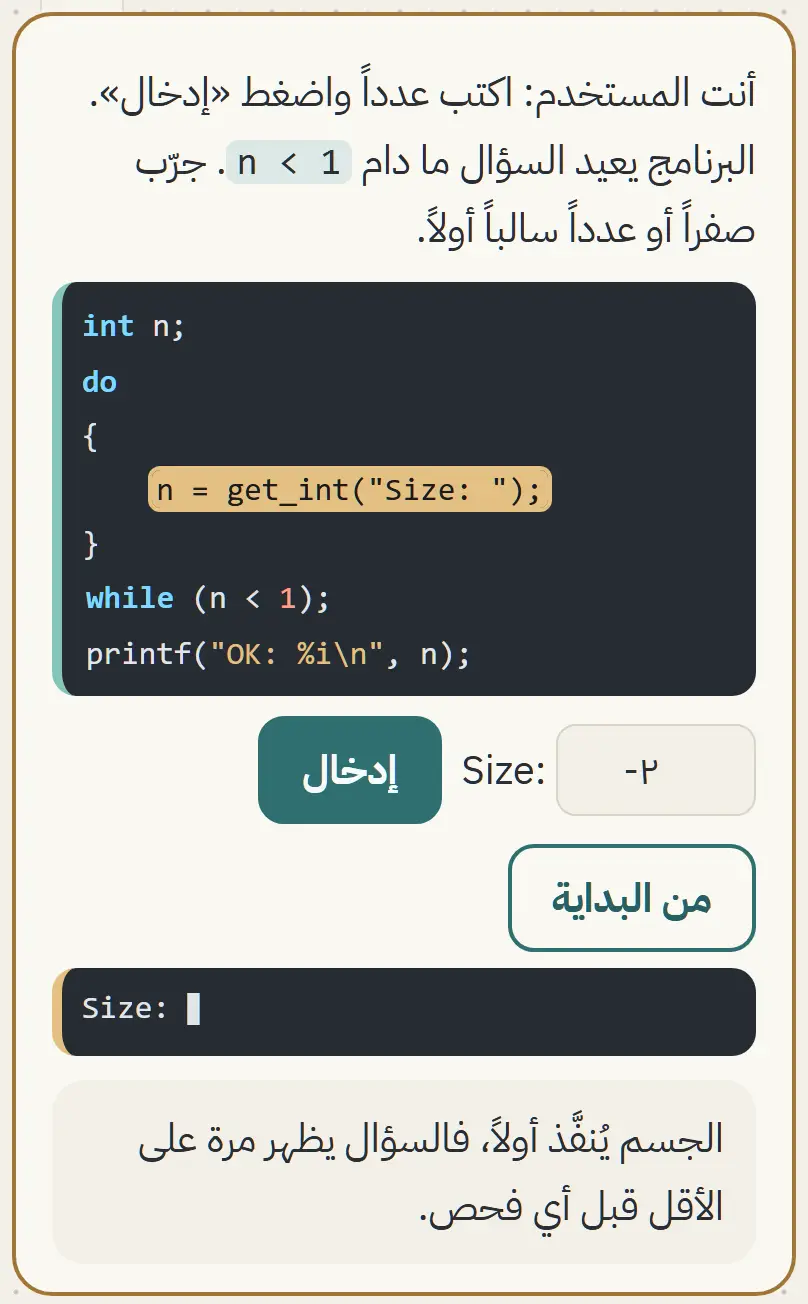 أنت المستخدم: اكتب عدداً واضغط «إدخال».
البرنامج يعيد السؤال ما دام n < 1. جرّب
صفراً أو عدداً سالباً أولاً.
int n;
do
{
    n = get_int("Size: ");
}
while (n < 1);
printf("OK: %i\n", n);
-٢
Size:
إدخال
من البداية
Size:
الجسم يُنفَّذ أولاً، فالسؤال يظهر مرة على
الأقل قبل أي فحص.